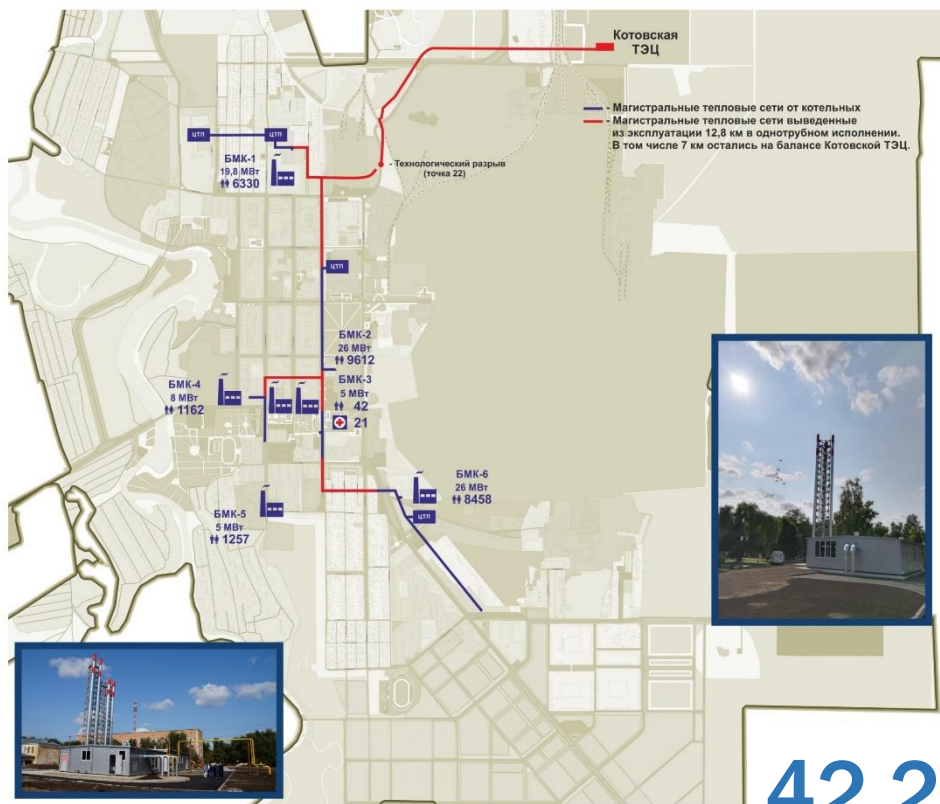 Котовская
ТЭЦ
- Магистральные тепловые сети от котельных
- Магистральные тепловые сети выведенные
из эксплуатации 12,8 км в однотрубном исполнении.
В том числе 7 км остались на балансе Котовской ТЭЦ.
ЦТП
ЦТП
БМК-1
19,8 МВт
6330
- Технологический разрыв
(точка 22)
ЦТП
БМК-2
26 МВт
9612
БМК-3
5 МВт
42
21
БМК-4
8 МВт
1162
БМК-6
26 МВт
8458
ЦТП
БМК-5
5 МВт
1257
42,2